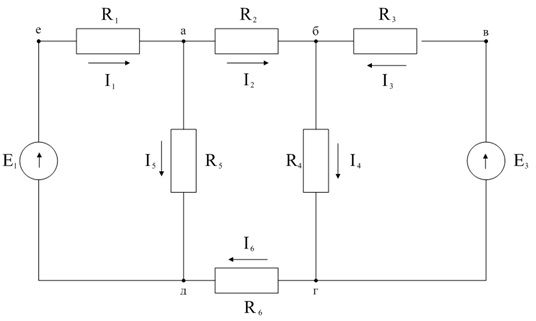 R₁ R₂ R₃
е а б в
I₁ I₂ I₃
E₁ I₅ R₅ R₄ I₄ E₃
I₆
д г
R₆